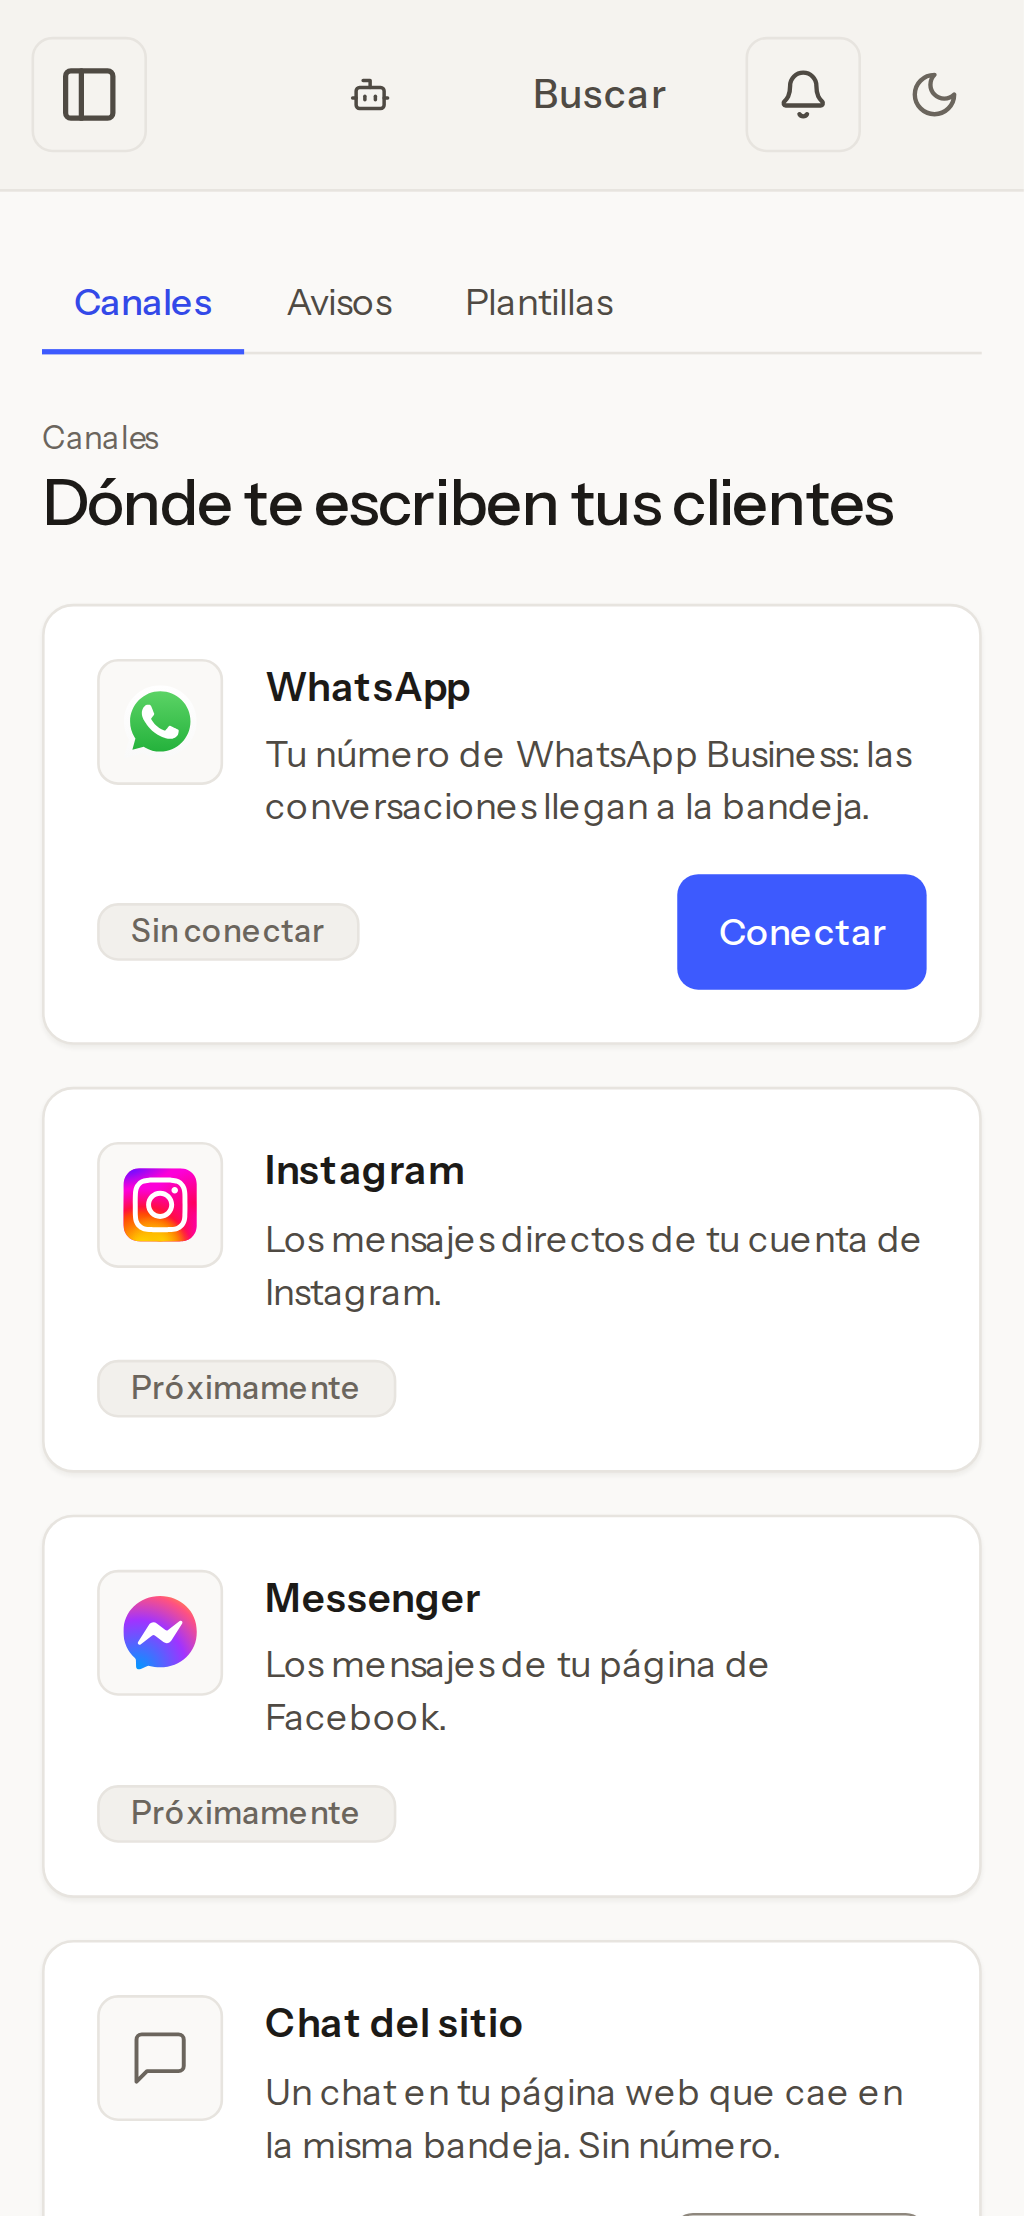 Buscar
Canales
Avisos
Plantillas
Canales
Dónde te escriben tus clientes
WhatsApp
Tu número de WhatsApp Business: las
conversaciones llegan a la bandeja.
Sin conectar
Conectar
Instagram
Los mensajes directos de tu cuenta de
Instagram.
Próximamente
Messenger
Los mensajes de tu página de
Facebook.
Próximamente
Chat del sitio
Un chat en tu página web que cae en
la misma bandeja. Sin número.